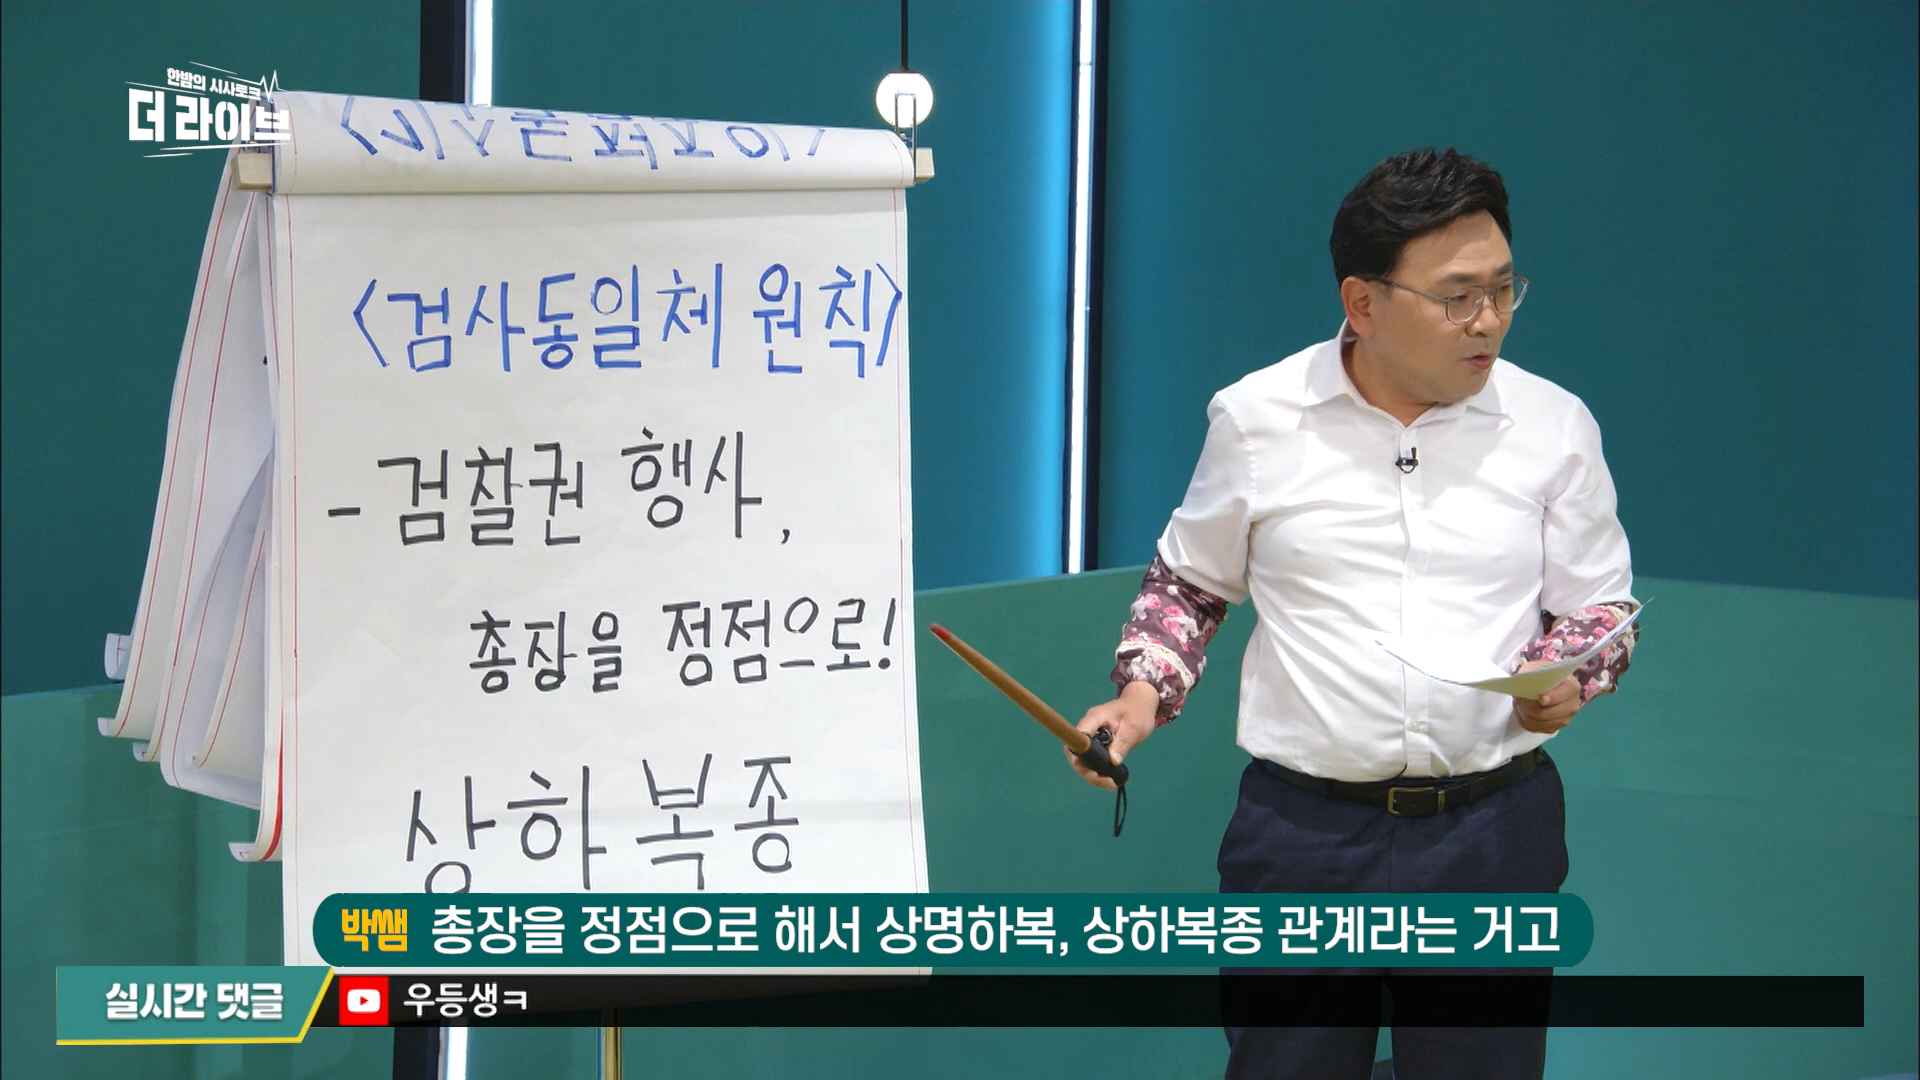 한밤의 시사토크
더 라이브
<검사동일체 원칙>
- 검찰권 행사,
총장을 정점으로!
상하복종
박쌤 총장을 정점으로 해서 상명하복, 상하복종 관계라는 거고
실시간 댓글
우등생ㅋ